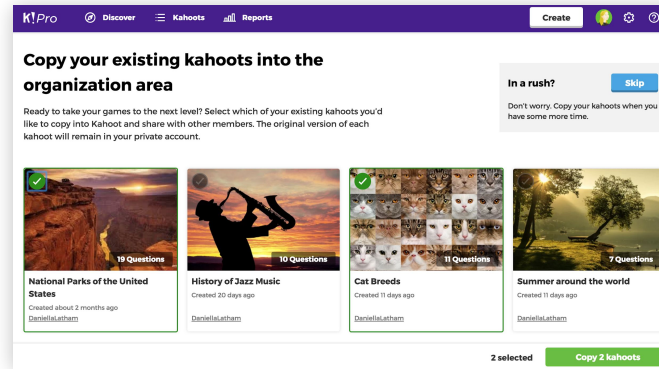 K!Pro Discover Kahoots Reports Create
Copy your existing kahoots into the
organization area
Ready to take your games to the next level? Select which of your existing kahoots you'd
like to copy into Kahoot and share with other members. The original version of each
kahoot will remain in your private account.
In a rush? Skip
Don't worry. Copy your kahoots when you
have some more time.
19 Questions
National Parks of the United
States
Created about 2 months ago
DaniellaLatham
10 Questions
History of Jazz Music
Created 20 days ago
DaniellaLatham
11 Questions
Cat Breeds
Created 11 days ago
DaniellaLatham
7 Questions
Summer around the world
Created 11 days ago
DaniellaLatham
2 selected Copy 2 kahoots